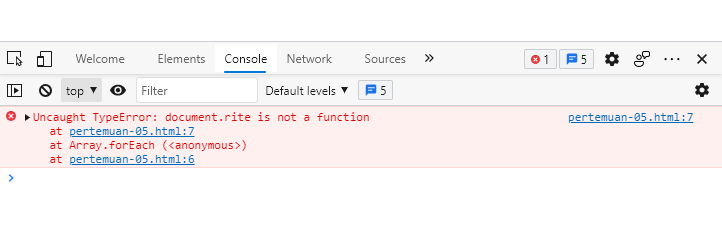 Welcome Elements Console Network Sources » 1 5
top ▼ Filter Default levels ▼ 5
Uncaught TypeError: document.rite is not a function pertemuan-05.html:7
at pertemuan-05.html:7
at Array.forEach (<anonymous>)
at pertemuan-05.html:6